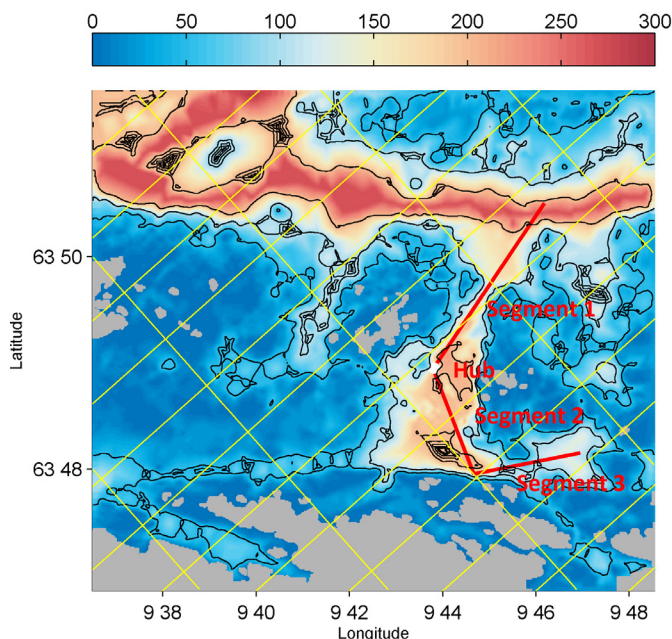 0 50 100 150 200 250 300
63 50
Latitude
Segment 1
Hub
Segment 2
63 48
Segment 3
9 38 9 40 9 42 9 44 9 46 9 48
Longitude